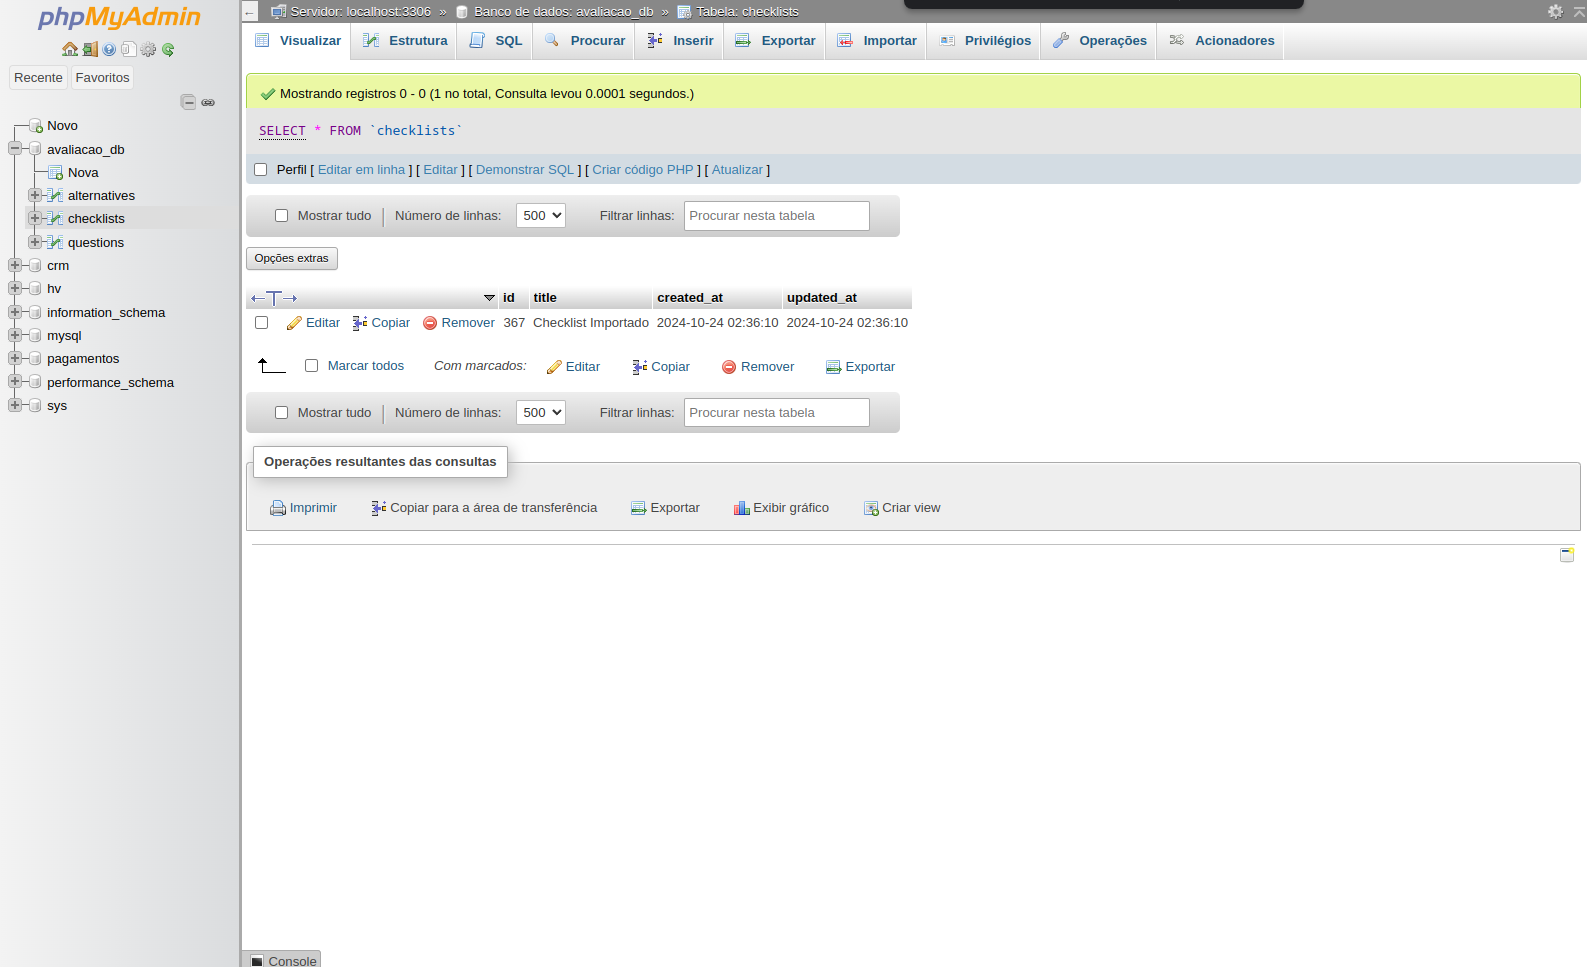 phpMyAdmin
Recente Favoritos
Novo
avaliacao_db
Nova
alternatives
checklists
questions
crm
hv
information_schema
mysql
pagamentos
performance_schema
sys
← Servidor: localhost:3306 » Banco de dados: avaliacao_db » Tabela: checklists
Visualizar Estrutura SQL Procurar Inserir Exportar Importar Privilégios Operações Acionadores
Mostrando registros 0 - 0 (1 no total, Consulta levou 0.0001 segundos.)
SELECT * FROM `checklists`
Perfil [ Editar em linha ] [ Editar ] [ Demonstrar SQL ] [ Criar código PHP ] [ Atualizar ]
Mostrar tudo Número de linhas: 500 Filtrar linhas: Procurar nesta tabela
Opções extras
←T→ id title created_at updated_at
Editar Copiar Remover 367 Checklist Importado 2024-10-24 02:36:10 2024-10-24 02:36:10
Marcar todos Com marcados: Editar Copiar Remover Exportar
Mostrar tudo Número de linhas: 500 Filtrar linhas: Procurar nesta tabela
Operações resultantes das consultas
Imprimir Copiar para a área de transferência Exportar Exibir gráfico Criar view
Console